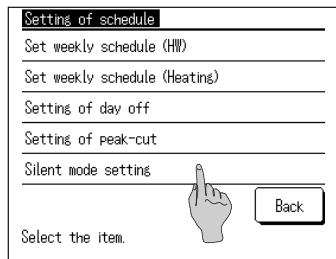 Setting of schedule
Set weekly schedule (HW)
Set weekly schedule (Heating)
Setting of day off
Setting of peak-cut
Silent mode setting
Back
Select the item.